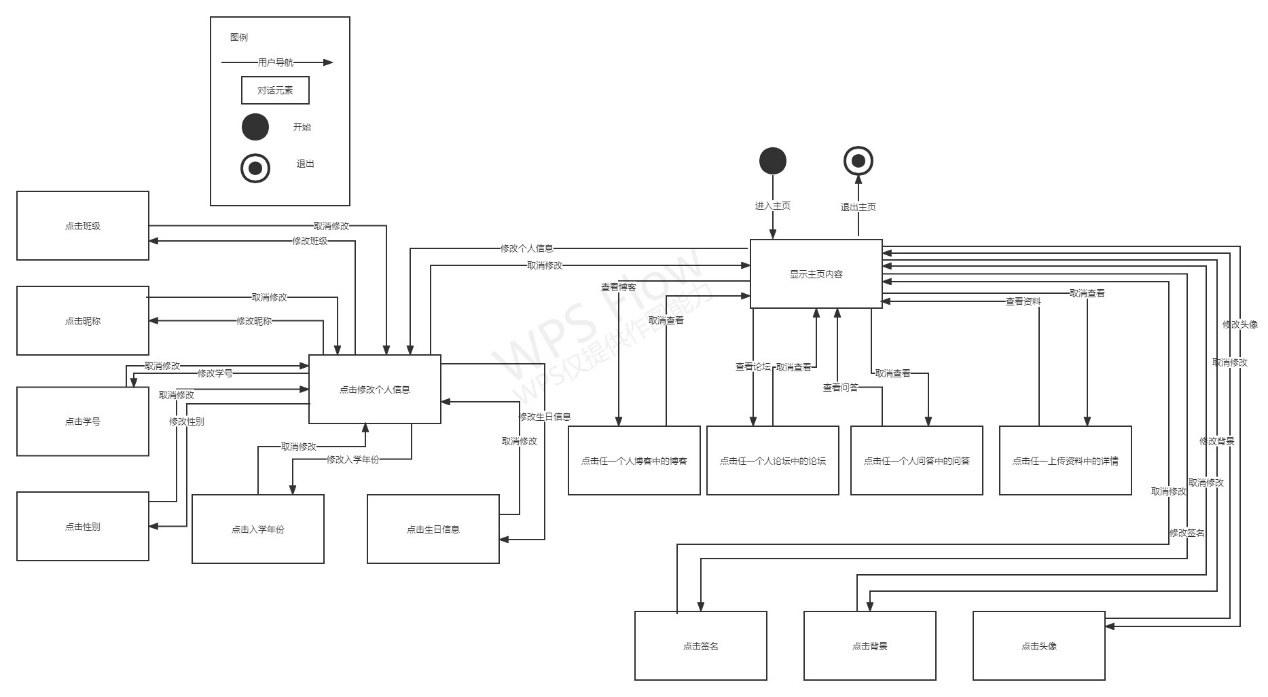 图例
用户导航
对话元素
开始
退出
进入主页
退出主页
点击班级
取消修改
修改班级
点击昵称
取消修改
修改昵称
点击学号
取消修改
修改学号
点击性别
取消修改
修改性别
点击修改个人信息
修改个人信息
取消修改
取消修改
修改入学年份
点击入学年份
修改生日信息
取消修改
点击生日信息
显示主页内容
查看博客
取消查看
查看论坛
取消查看
查看问答
取消查看
取消查看
查看资料
点击任一个人博客中的博客
点击任一个人论坛中的论坛
点击任一个人问答中的问答
点击任一上传资料中的详情
修改头像
取消修改
修改背景
取消修改
取消修改
修改签名
点击签名
点击背景
点击头像
WPS Flow
WPS仅提供作图能力